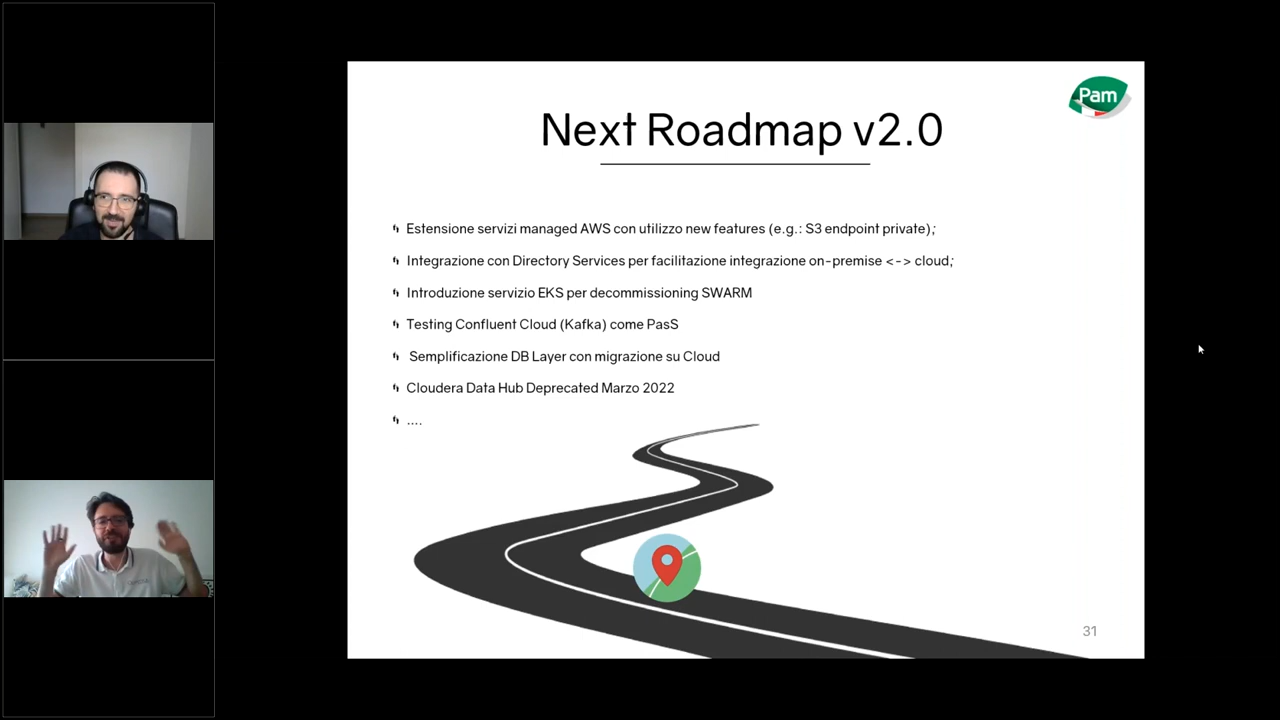 Pam
Next Roadmap v2.0
Estensione servizi managed AWS con utilizzo new features (e.g.: S3 endpoint private);
Integrazione con Directory Services per facilitazione integrazione on-premise <-> cloud;
Introduzione servizio EKS per decommissioning SWARM
Testing Confluent Cloud (Kafka) come PasS
Semplificazione DB Layer con migrazione su Cloud
Cloudera Data Hub Deprecated Marzo 2022
....
31